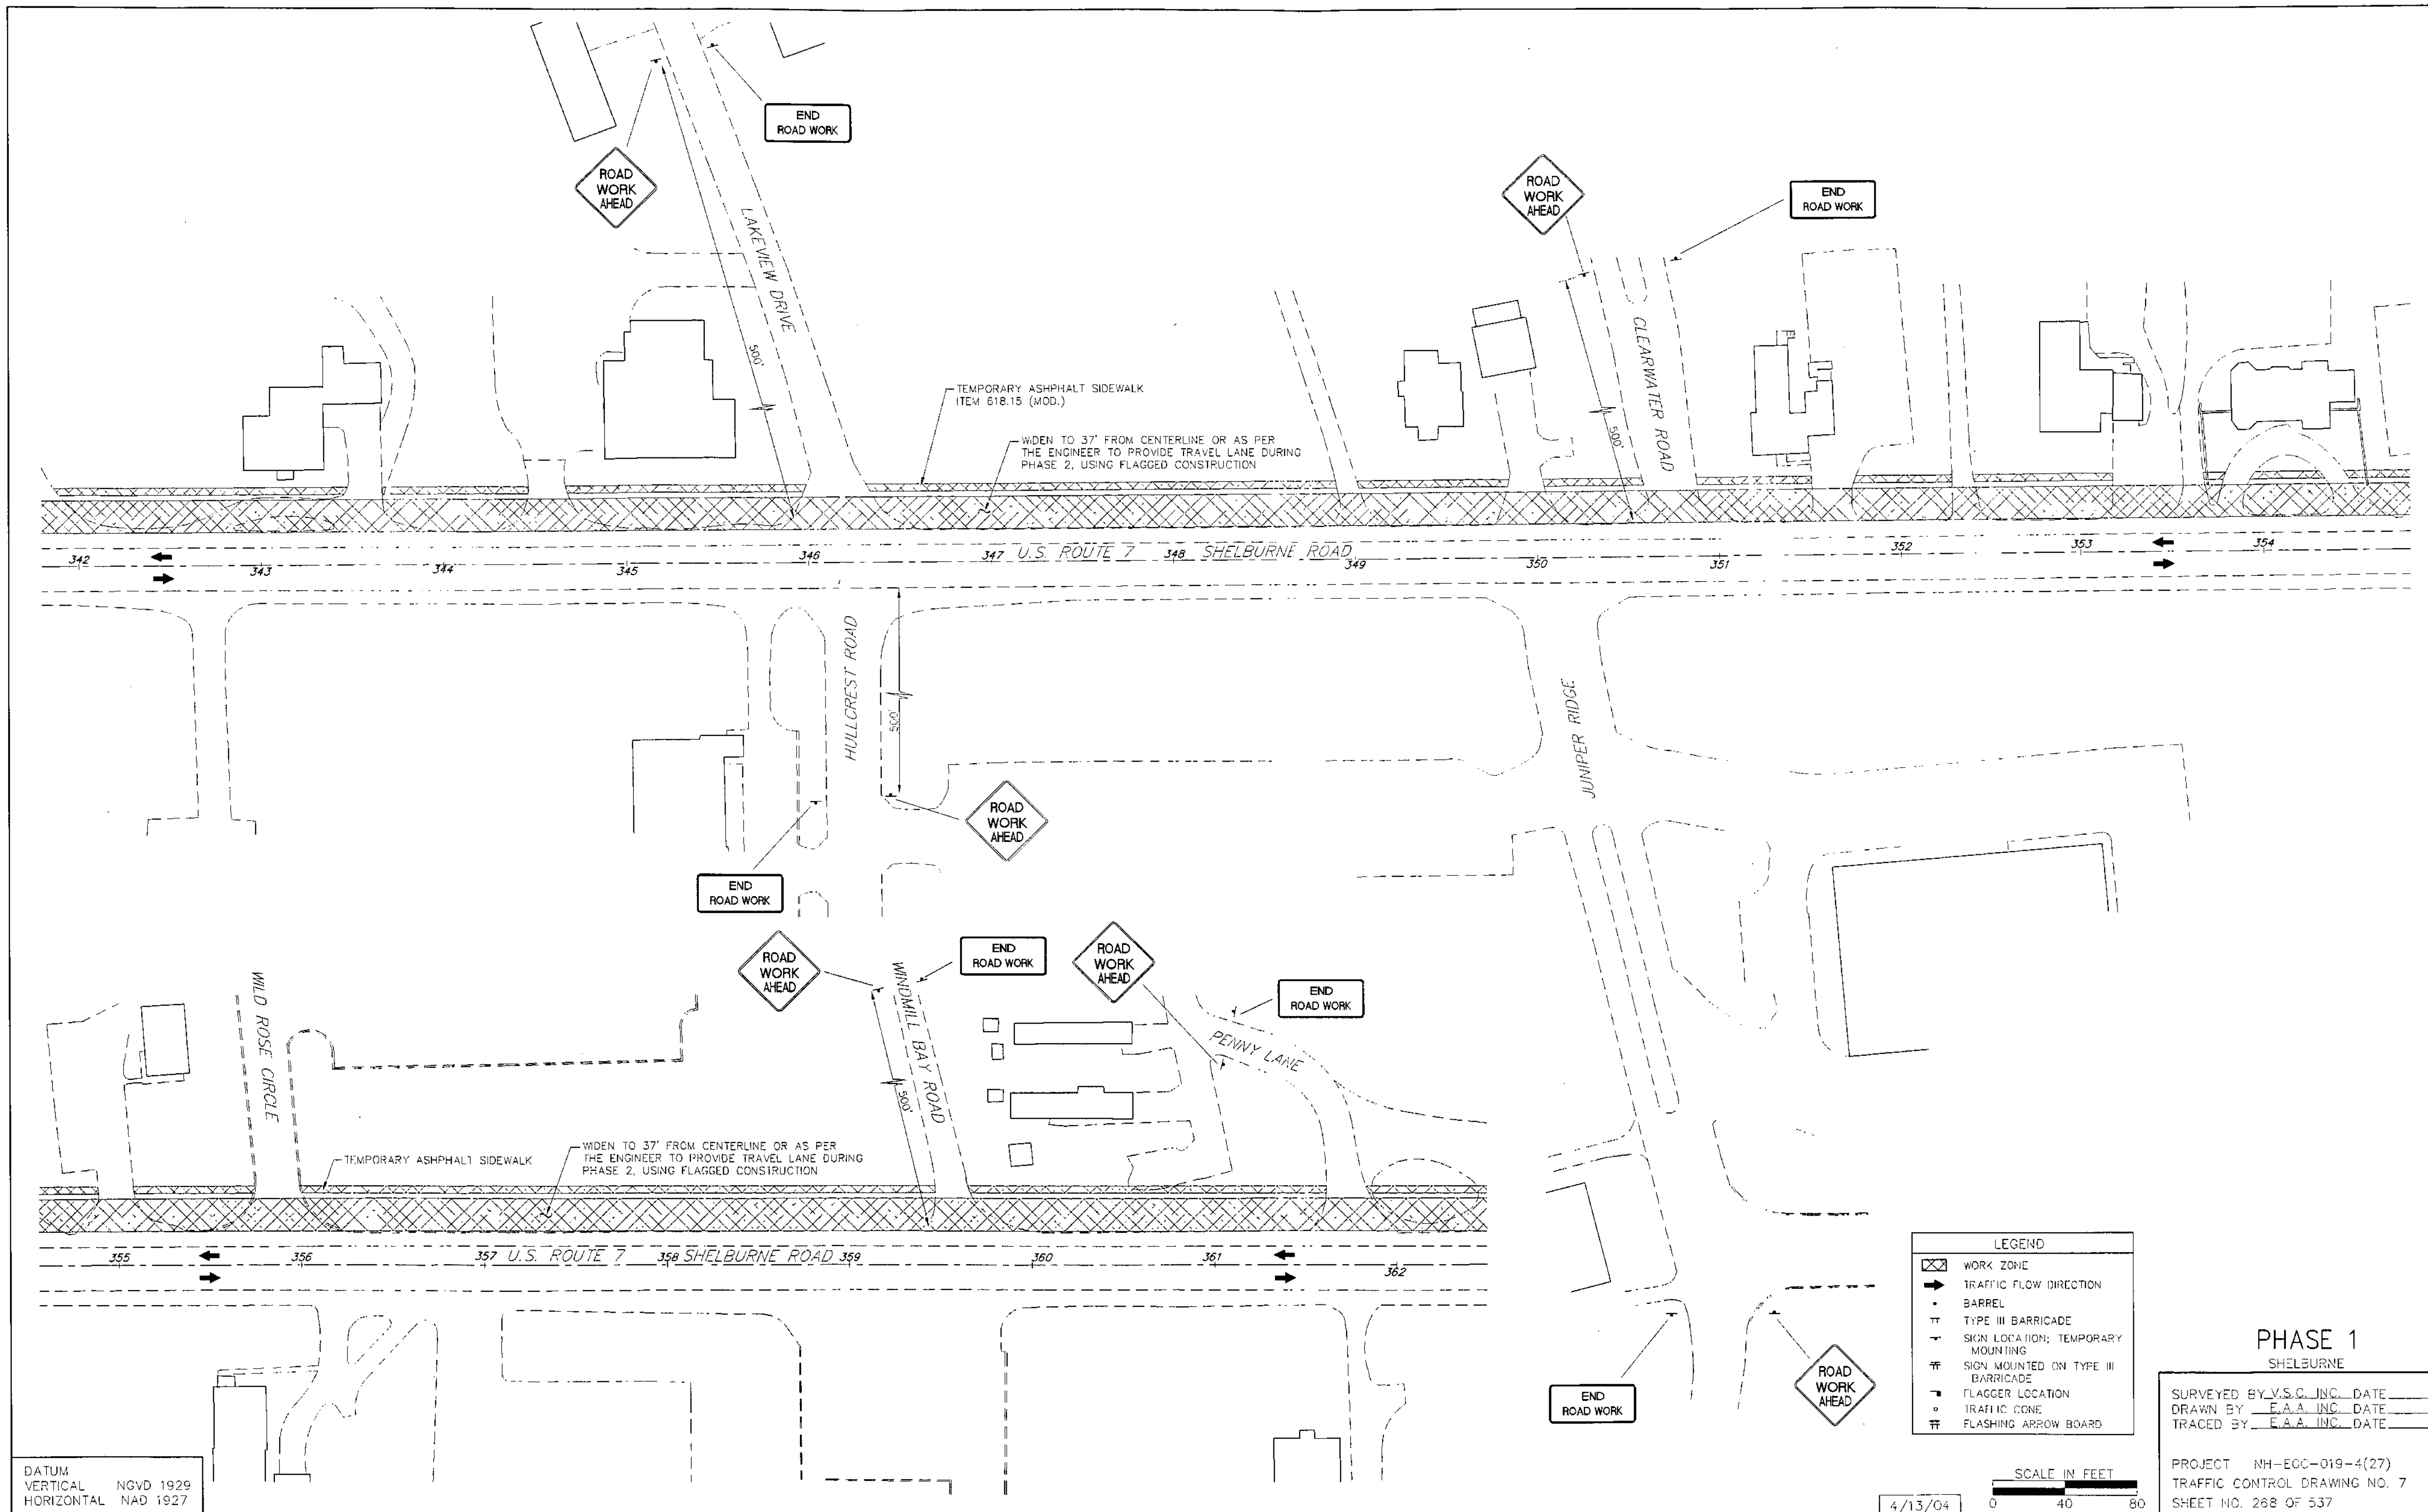 END
ROAD WORK
ROAD
WORK
AHEAD
LAKEVIEW DRIVE
500'
ROAD
WORK
AHEAD
END
ROAD WORK
CLEARWATER ROAD
500'
TEMPORARY ASHPHALT SIDEWALK
ITEM 618.15 (MOD.)
WIDEN TO 37' FROM CENTERLINE OR AS PER
THE ENGINEER TO PROVIDE TRAVEL LANE DURING
PHASE 2, USING FLAGGED CONSTRUCTION
342 343 344 345 346 347 U.S. ROUTE 7 348 SHELBURNE ROAD 349 350 351 352 353 354
HULLCREST ROAD
500'
JUNIPER RIDGE
ROAD
WORK
AHEAD
END
ROAD WORK
ROAD
WORK
AHEAD
END
ROAD WORK
ROAD
WORK
AHEAD
END
ROAD WORK
WILD ROSE CIRCLE
WINDMILL BAY ROAD
500'
PENNY LANE
TEMPORARY ASHPHALT SIDEWALK
WIDEN TO 37' FROM CENTERLINE OR AS PER
THE ENGINEER TO PROVIDE TRAVEL LANE DURING
PHASE 2, USING FLAGGED CONSTRUCTION
355 356 357 U.S. ROUTE 7 358 SHELBURNE ROAD 359 360 361 362
END
ROAD WORK
ROAD
WORK
AHEAD
LEGEND
WORK ZONE
TRAFFIC FLOW DIRECTION
BARREL
TYPE III BARRICADE
SIGN LOCATION; TEMPORARY
MOUNTING
SIGN MOUNTED ON TYPE III
BARRICADE
FLAGGER LOCATION
TRAFFIC CONE
FLASHING ARROW BOARD
PHASE 1
SHELBURNE
SURVEYED BY V.S.C. INC. DATE
DRAWN BY E.A.A. INC. DATE
TRACED BY E.A.A. INC. DATE
PROJECT NH-EGC-019-4(27)
TRAFFIC CONTROL DRAWING NO. 7
SHEET NO. 268 OF 537
SCALE IN FEET
0 40 80
4/13/04
DATUM
VERTICAL NGVD 1929
HORIZONTAL NAD 1927